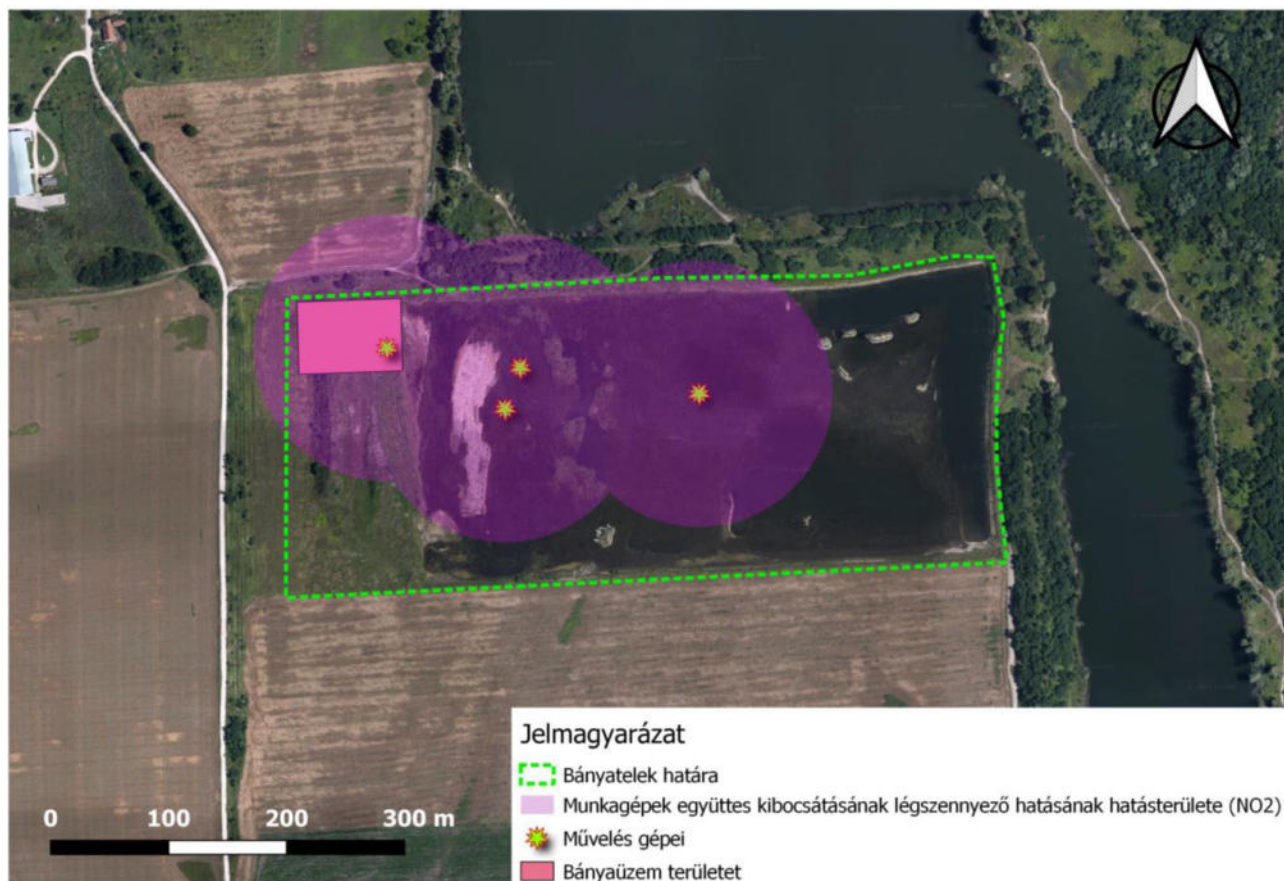 0 100 200 300 m
Jelmagyarázat
Bányatelek határa
Munkagépek együttes kibocsátásának légszennyező hatásának hatásterülete (NO2)
Művelés gépei
Bányaüzem területet